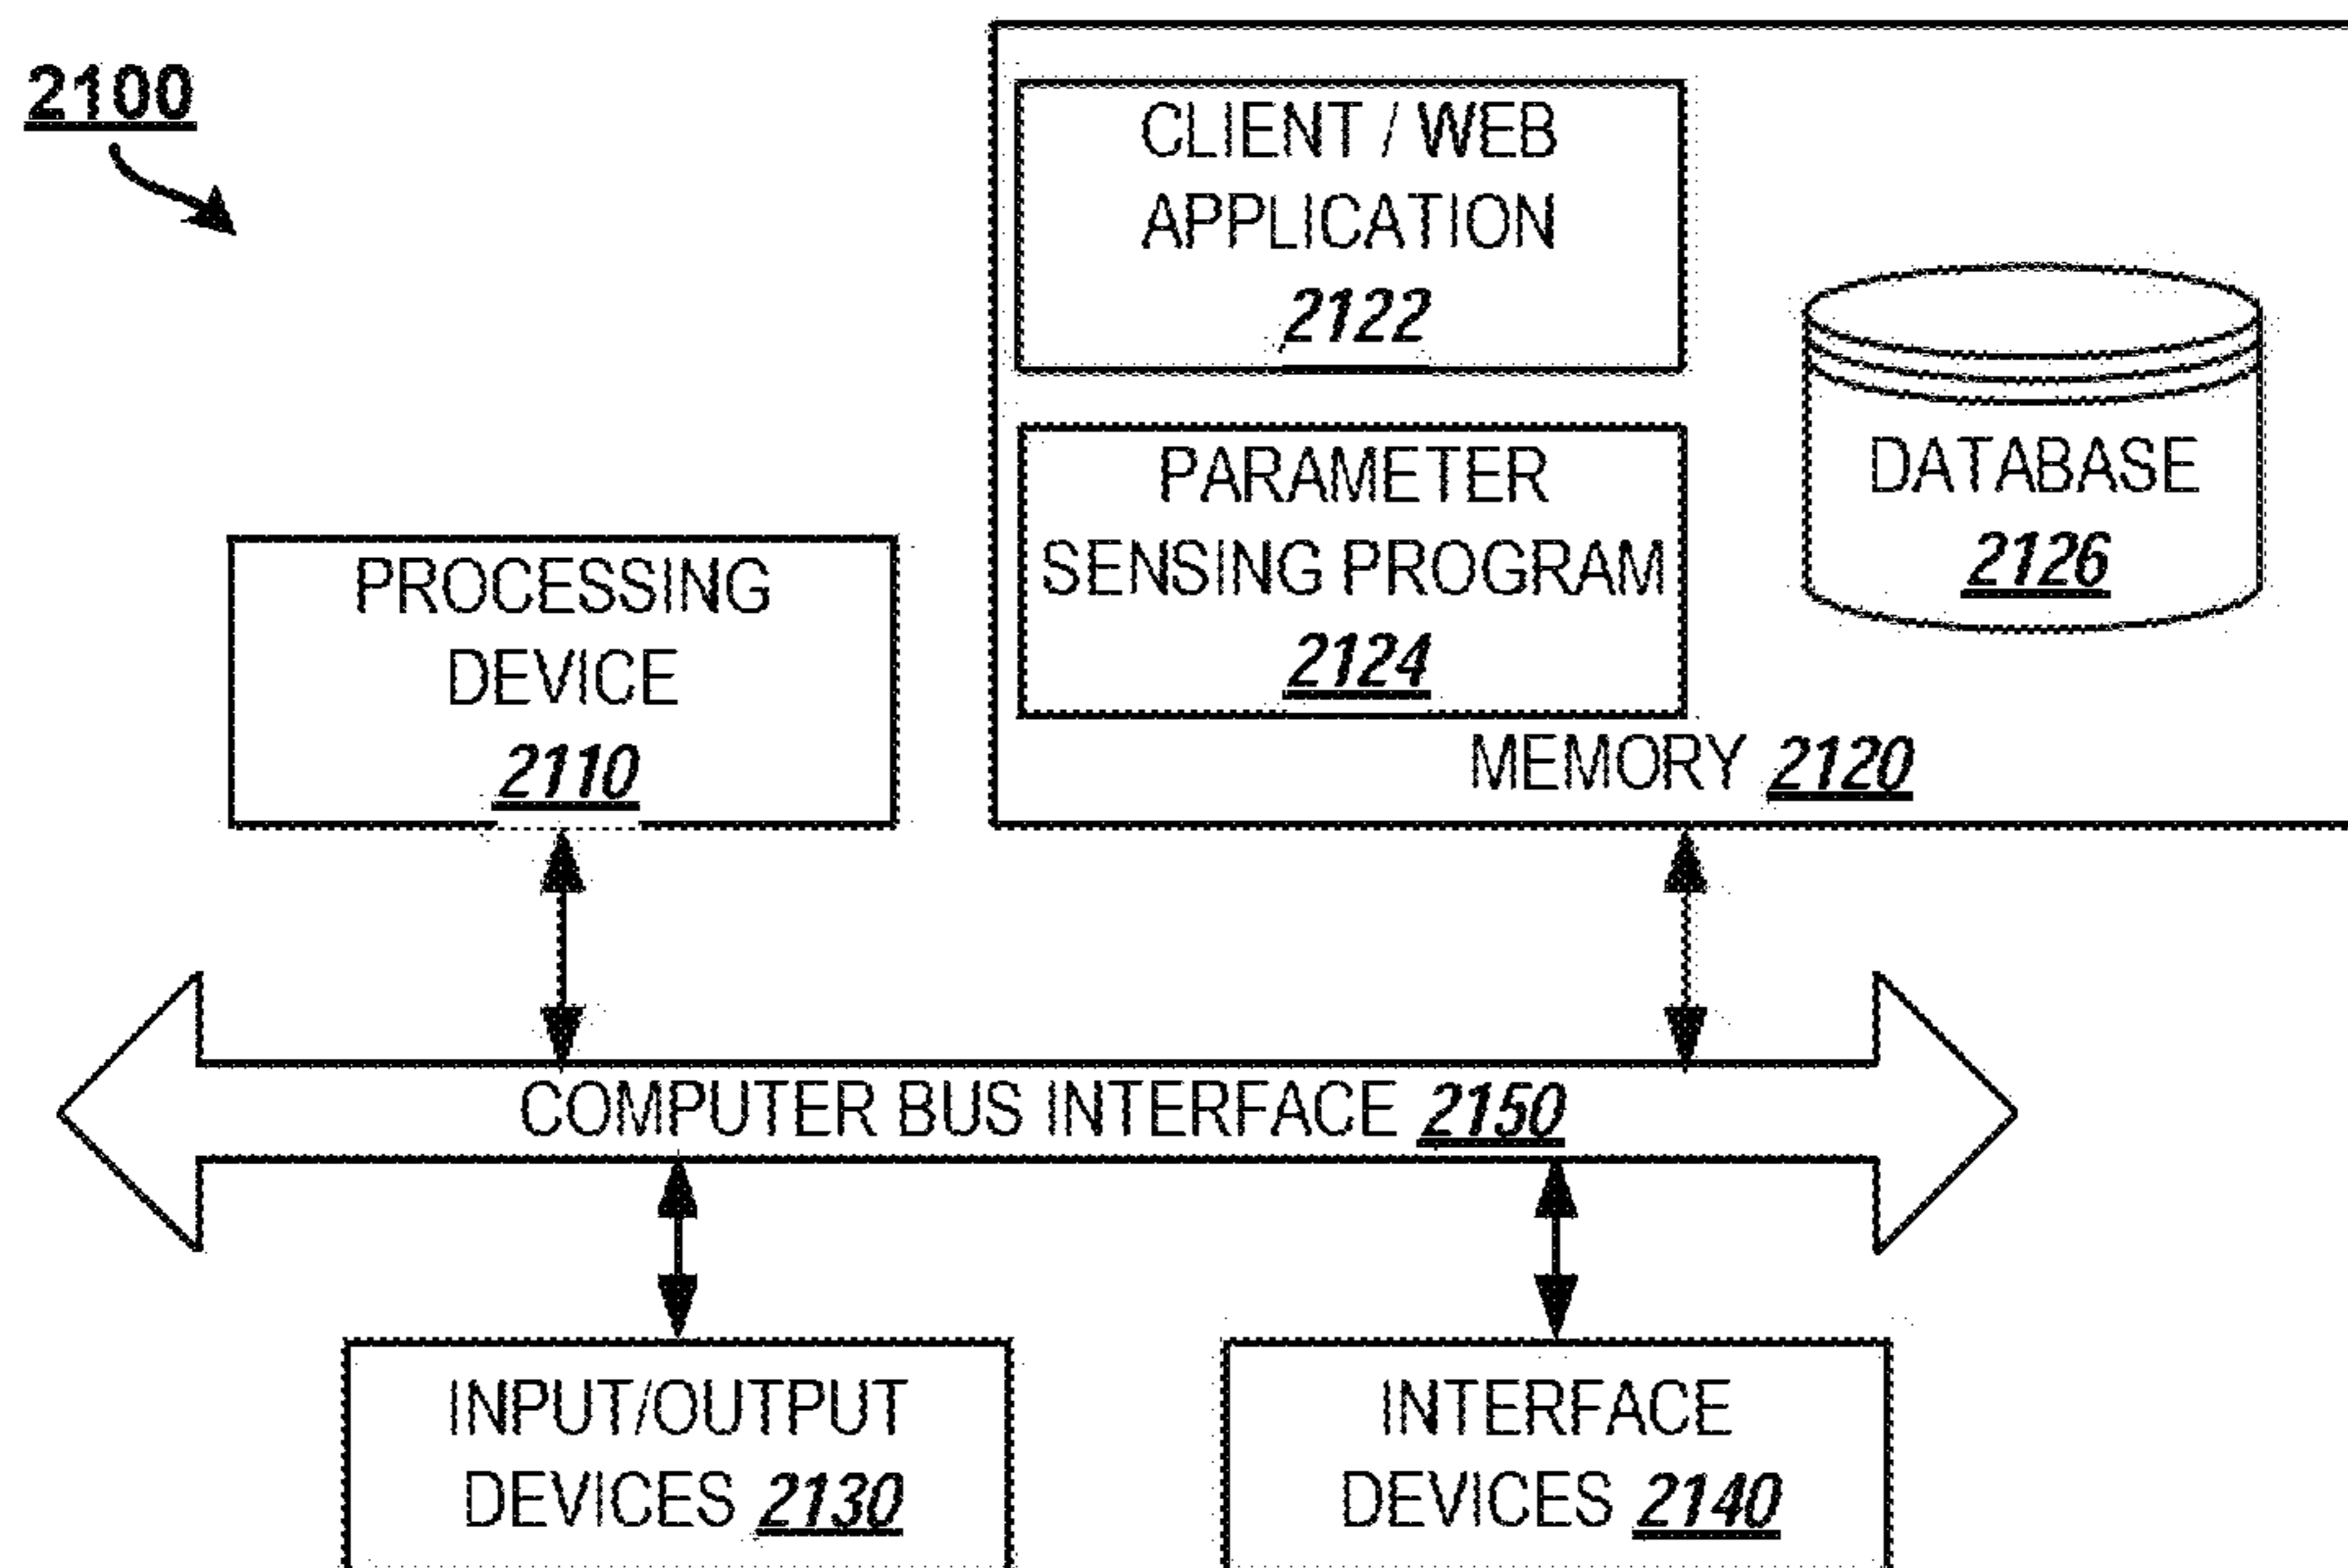 2100
CLIENT / WEB
APPLICATION
2122
PARAMETER
SENSING PROGRAM
2124
DATABASE
2126
MEMORY 2120
PROCESSING
DEVICE
2110
COMPUTER BUS INTERFACE 2150
INPUT/OUTPUT
DEVICES 2130
INTERFACE
DEVICES 2140